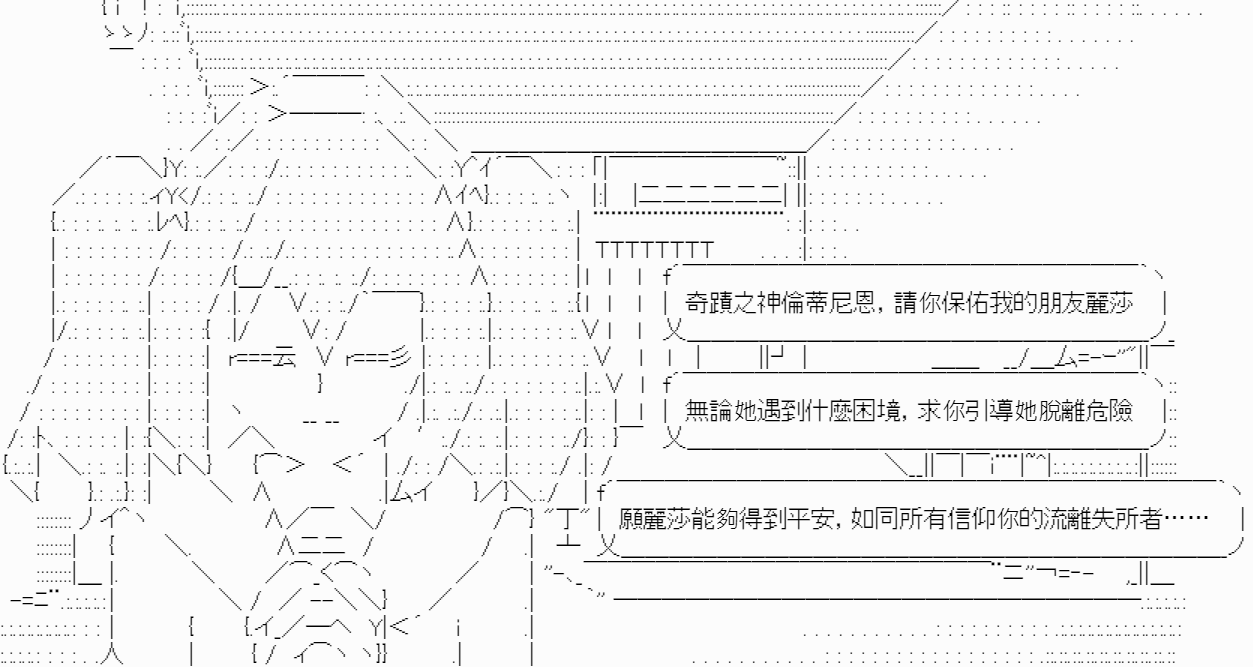 奇蹟之神倫蒂尼恩，請你保佑我的朋友麗莎
無論她遇到什麼困境，求你引導她脫離危險
願麗莎能夠得到平安，如同所有信仰你的流離失所者……